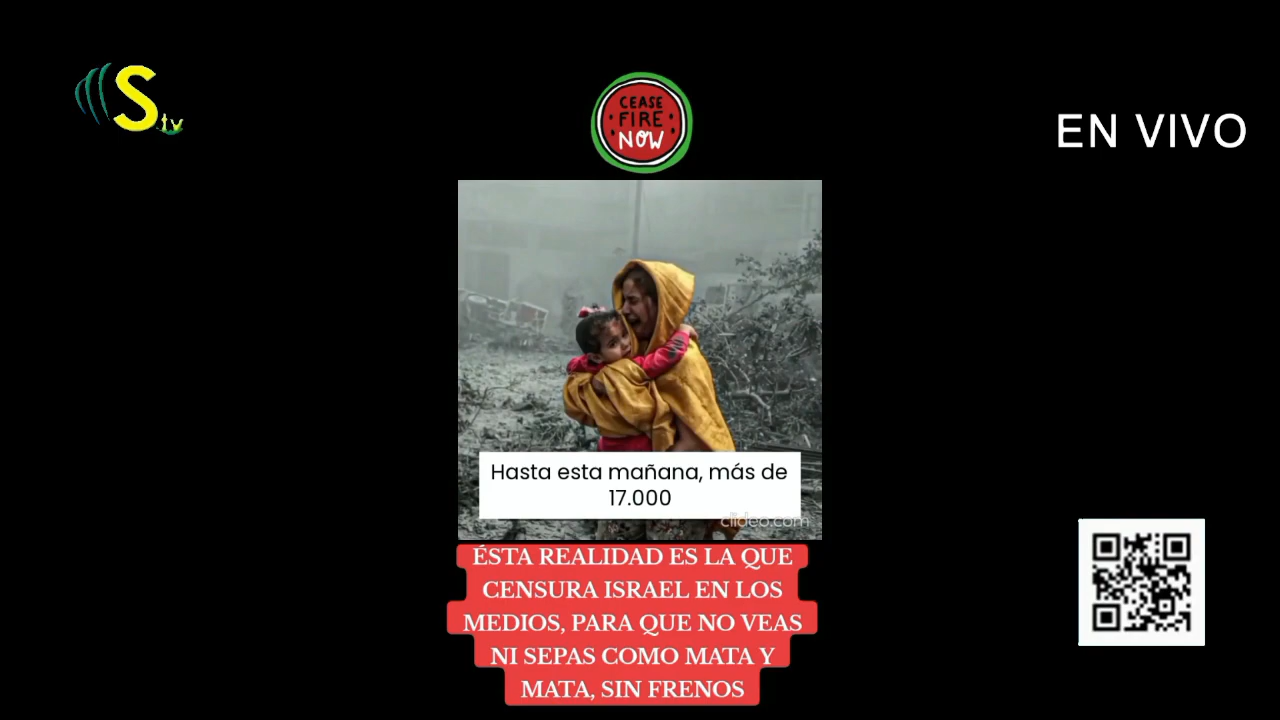 S
tv
CEASE
FIRE
NOW
EN VIVO
Hasta esta mañana, más de
17.000
clideo.com
ÉSTA REALIDAD ES LA QUE
CENSURA ISRAEL EN LOS
MEDIOS, PARA QUE NO VEAS
NI SEPAS COMO MATA Y
MATA, SIN FRENOS